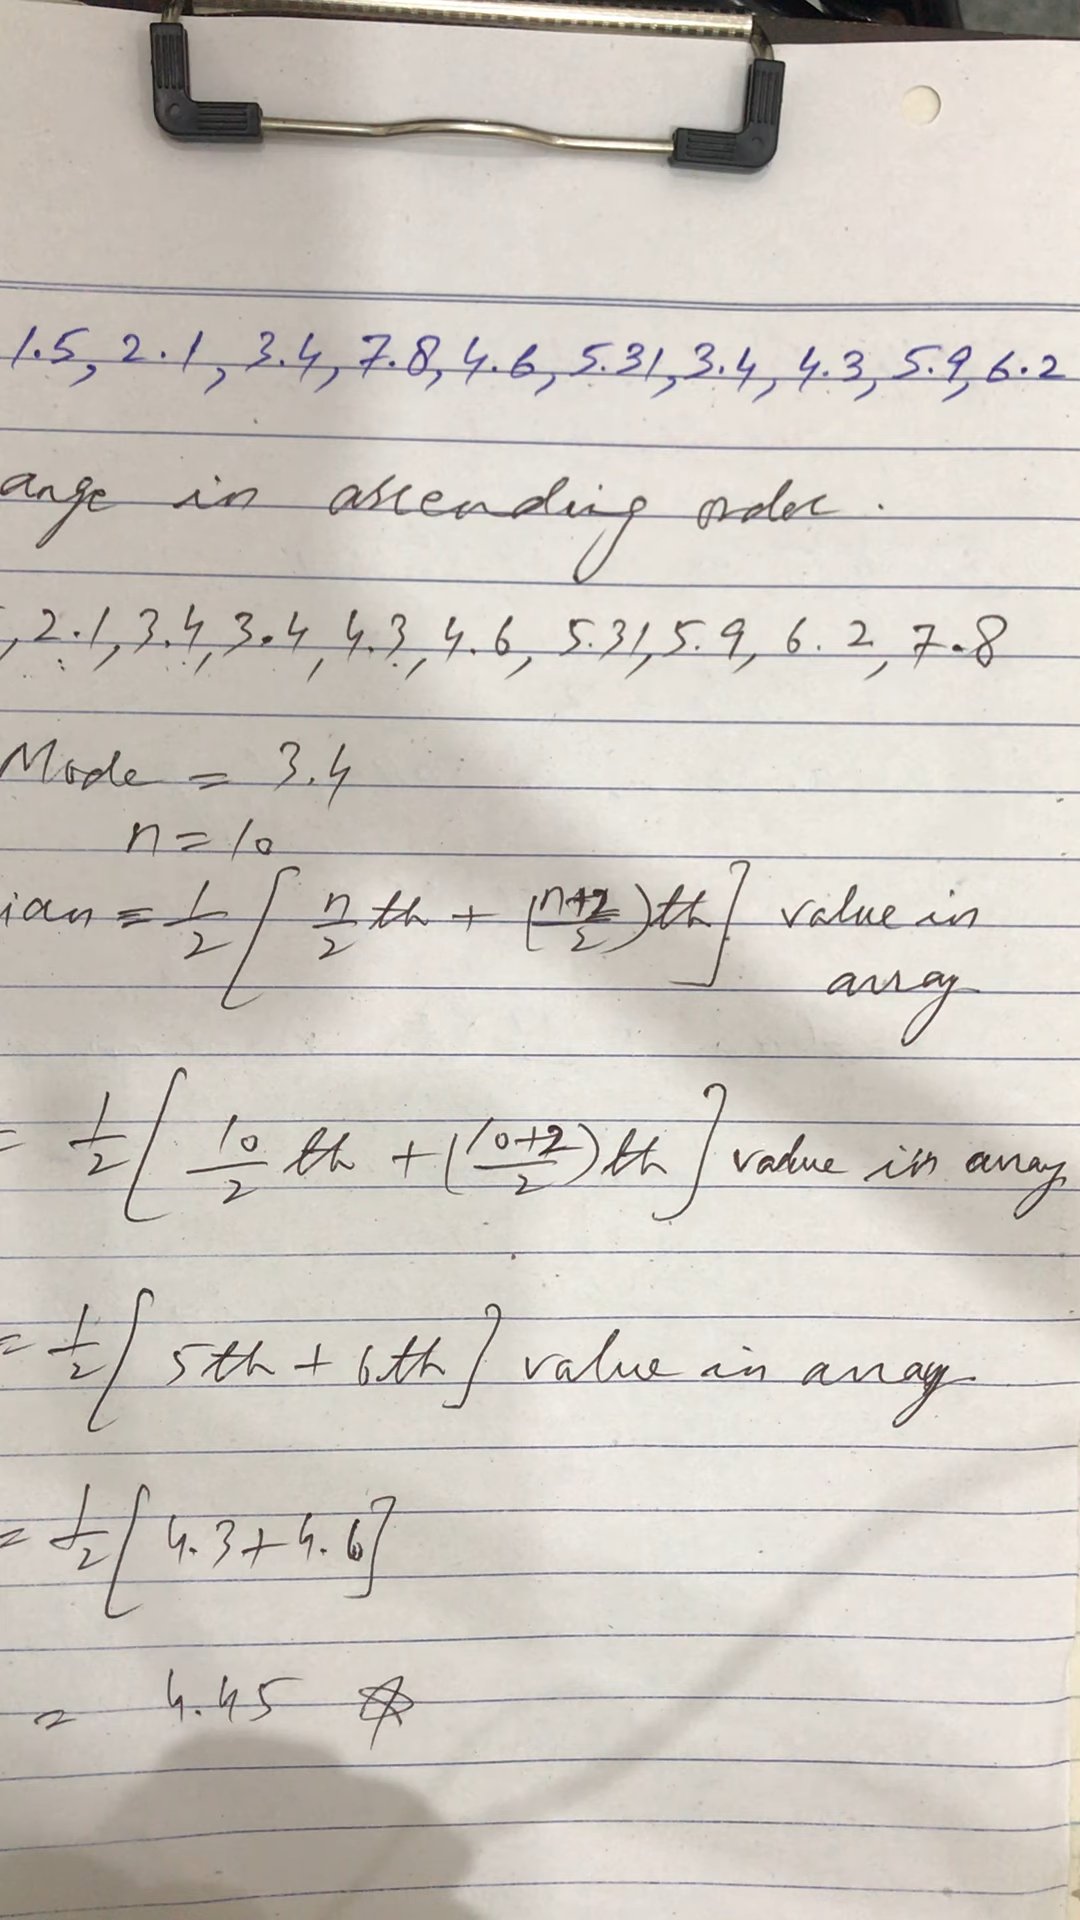 1.5, 2.1, 3.4, 7.8, 4.6, 5.31, 3.4, 4.3, 5.9, 6.2
ange in ascending order.
, 2.1, 3.4, 3.4, 4.3, 4.6, 5.31, 5.9, 6.2, 7.8
Mode = 3.4
n = 10
ian = 1/2 [ n/2 th + (n+2/2)th ] value in
array
= 1/2 [ 10/2 th + (10+2/2)th ] value in array
= 1/2 [ 5th + 6th ] value in array
= 1/2 [ 4.3 + 4.6 ]
= 4.45